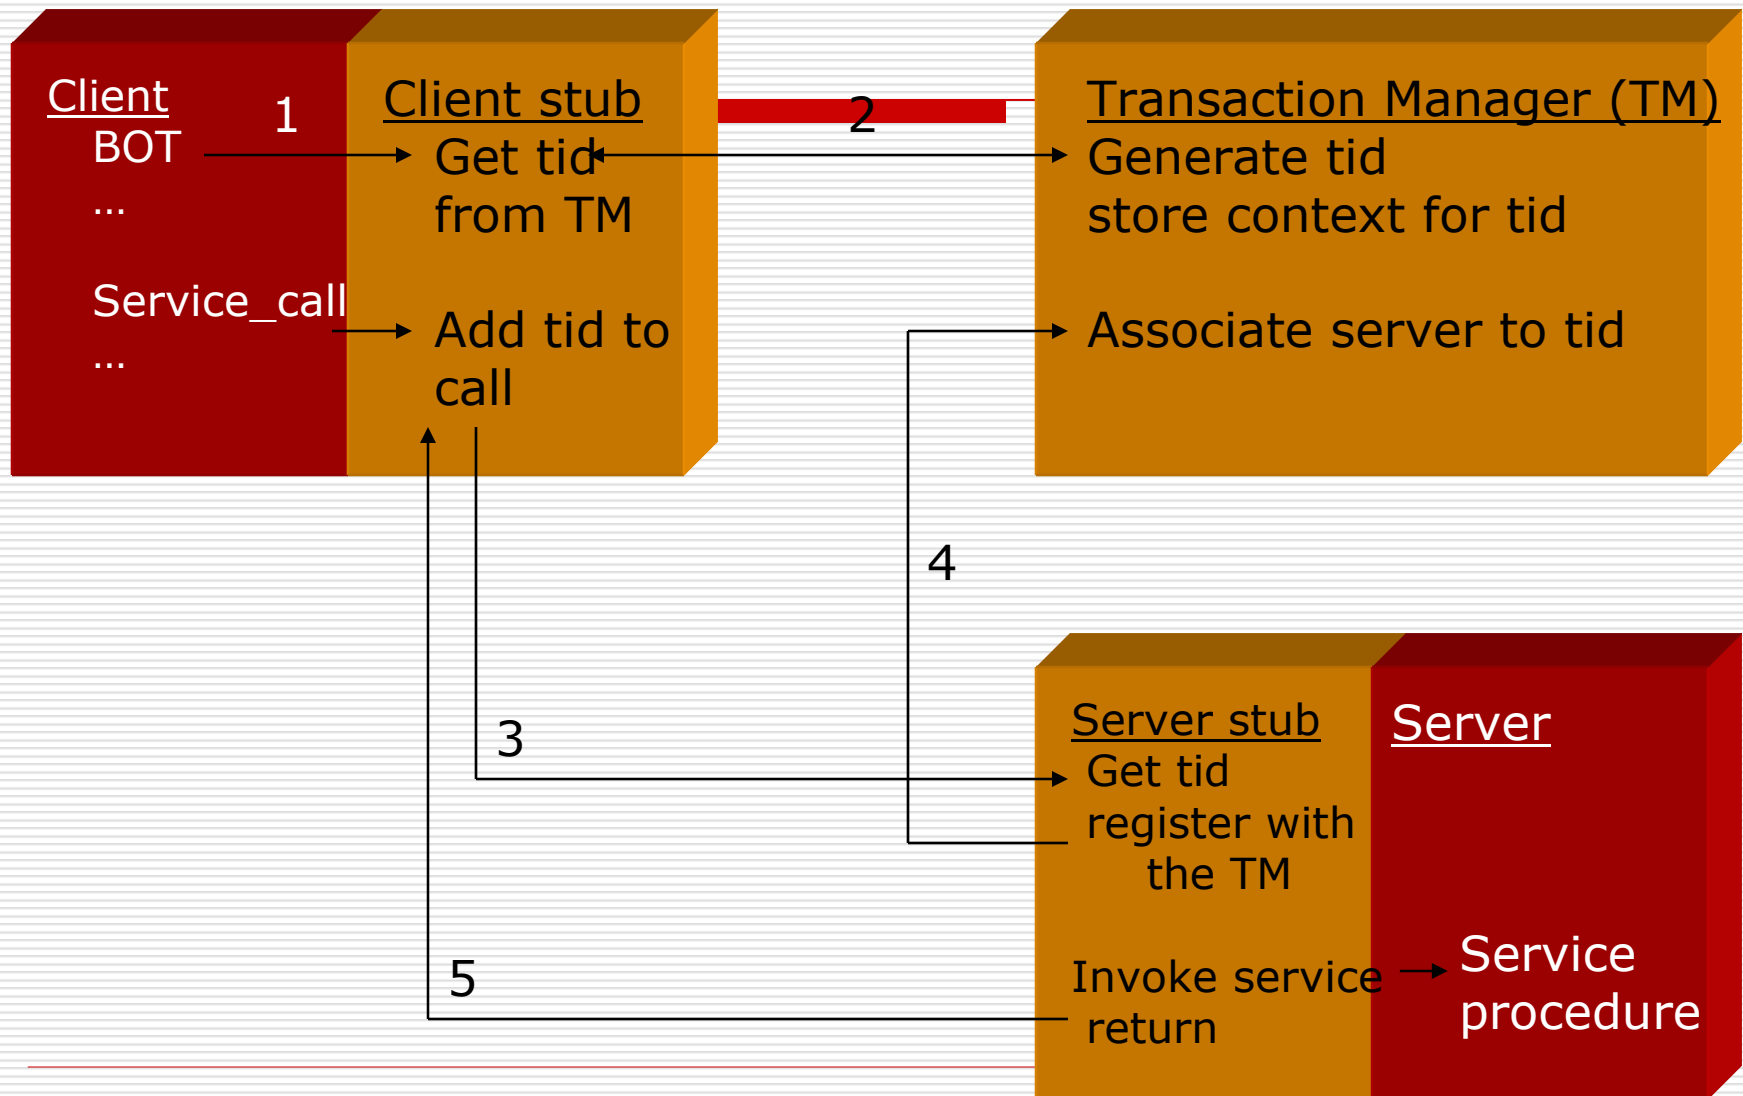 Client
BOT
...
Service_call
...
1
Client stub
Get tid
from TM
Add tid to
call
2
Transaction Manager (TM)
Generate tid
store context for tid
Associate server to tid
4
3
5
Server stub
Get tid
register with
the TM
Invoke service
return
Server
Service
procedure